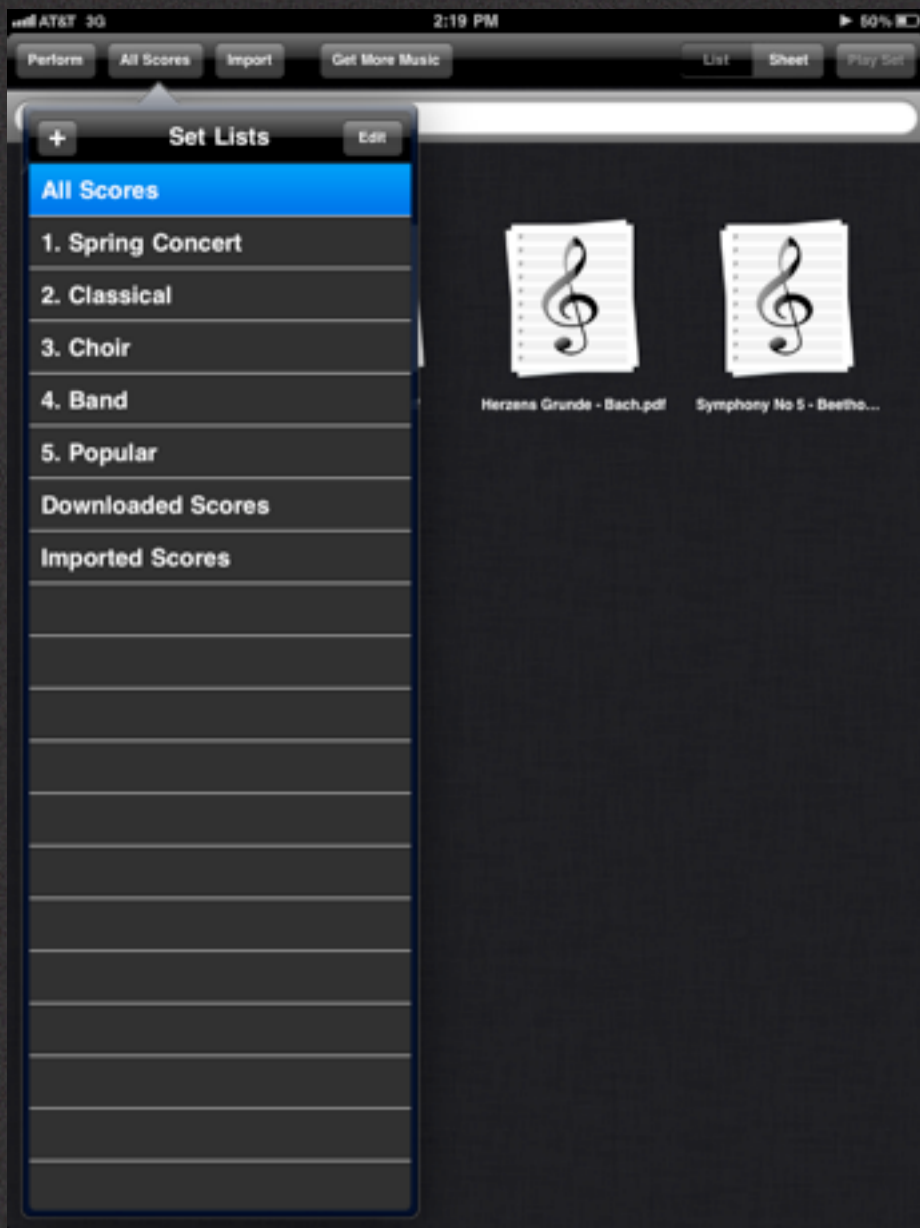 AT&T 3G 2:19 PM 50%
Perform All Scores Import Get More Music List Sheet Play Set
+ Set Lists Edit
All Scores
1. Spring Concert
2. Classical
3. Choir
4. Band
5. Popular
Downloaded Scores
Imported Scores
Herzens Grunde - Bach.pdf Symphony No 5 - Beetho...